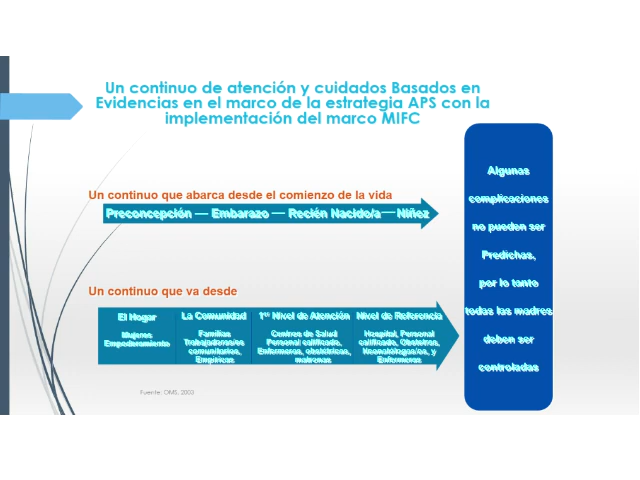 Un continuo de atención y cuidados Basados en
Evidencias en el marco de la estrategia APS con la
implementación del marco MIFC
Un continuo que abarca desde el comienzo de la vida
Preconcepción — Embarazo — Recién Nacido/a — Niñez
Un continuo que va desde
El Hogar
Mujeres
Empoderamiento
La Comunidad
Familias
Trabajadoras/es
comunitarios,
Empíricas
1er Nivel de Atención
Centros de Salud
Personal calificado,
Enfermeras, obstétricas,
matronas
Nivel de Referencia
Hospital, Personal
calificado, Obstetras,
Neonatólogas/os, y
Enfermeras
Algunas
complicaciones
no pueden ser
Predichas,
por lo tanto
todas las madres
deben ser
controladas
Fuente: OMS, 2003